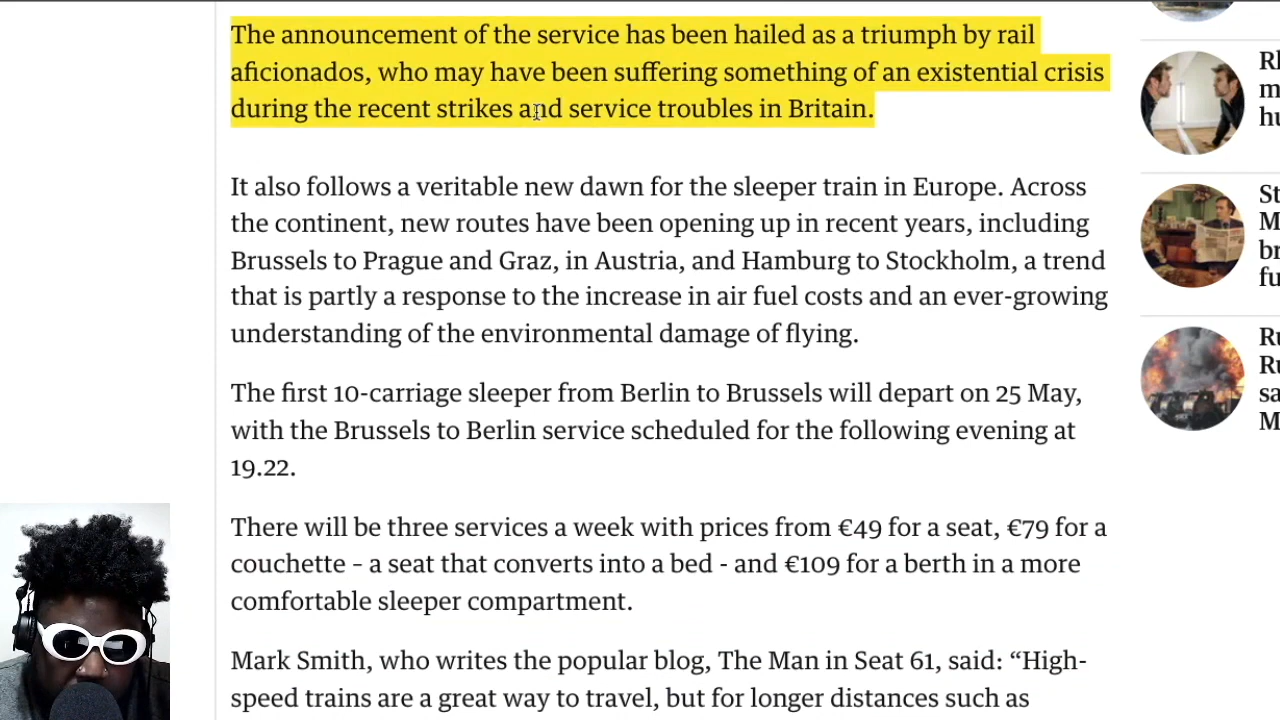 The announcement of the service has been hailed as a triumph by rail
aficionados, who may have been suffering something of an existential crisis
during the recent strikes and service troubles in Britain.
It also follows a veritable new dawn for the sleeper train in Europe. Across
the continent, new routes have been opening up in recent years, including
Brussels to Prague and Graz, in Austria, and Hamburg to Stockholm, a trend
that is partly a response to the increase in air fuel costs and an ever-growing
understanding of the environmental damage of flying.
The first 10-carriage sleeper from Berlin to Brussels will depart on 25 May,
with the Brussels to Berlin service scheduled for the following evening at
19.22.
There will be three services a week with prices from €49 for a seat, €79 for a
couchette – a seat that converts into a bed - and €109 for a berth in a more
comfortable sleeper compartment.
Mark Smith, who writes the popular blog, The Man in Seat 61, said: “High-
speed trains are a great way to travel, but for longer distances such as